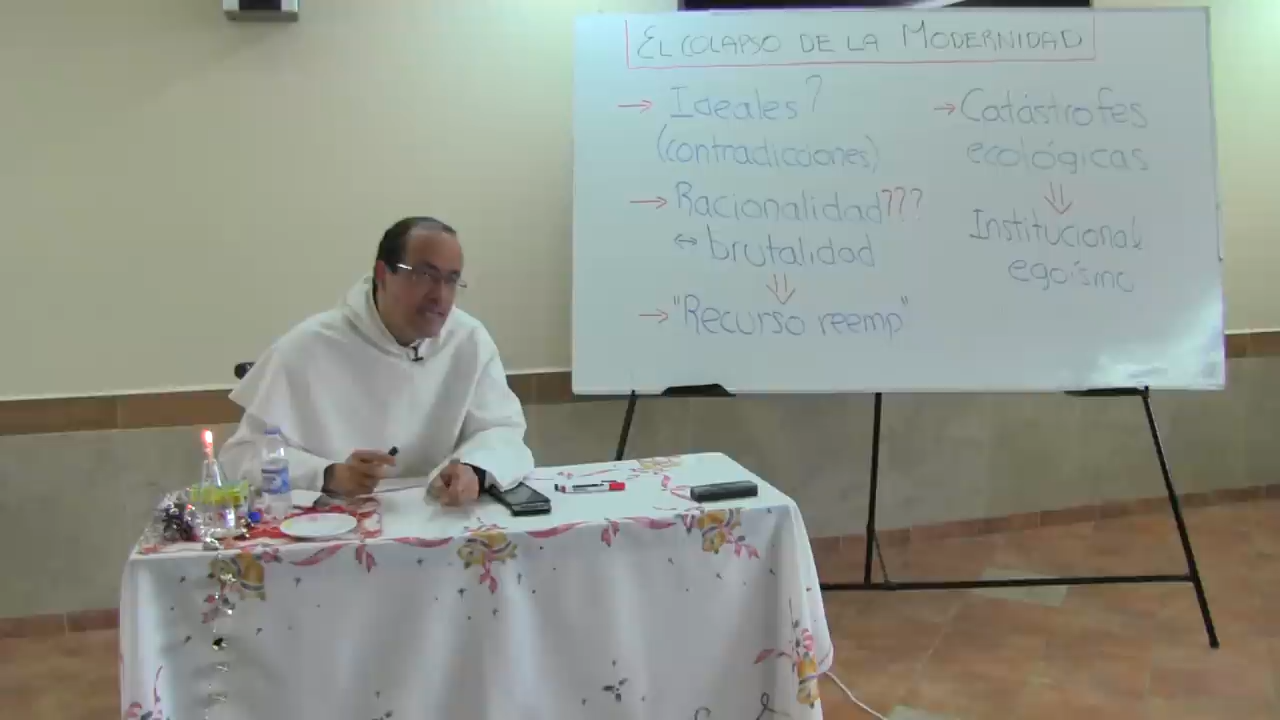 EL COLAPSO DE LA MODERNIDAD
→ Ideales?
(contradicciones)
→ Racionalidad???
↔ brutalidad
⇓
→ "Recurso reemp"
→ Catástrofes
ecológicas
⇓
Institucional
egoísmo